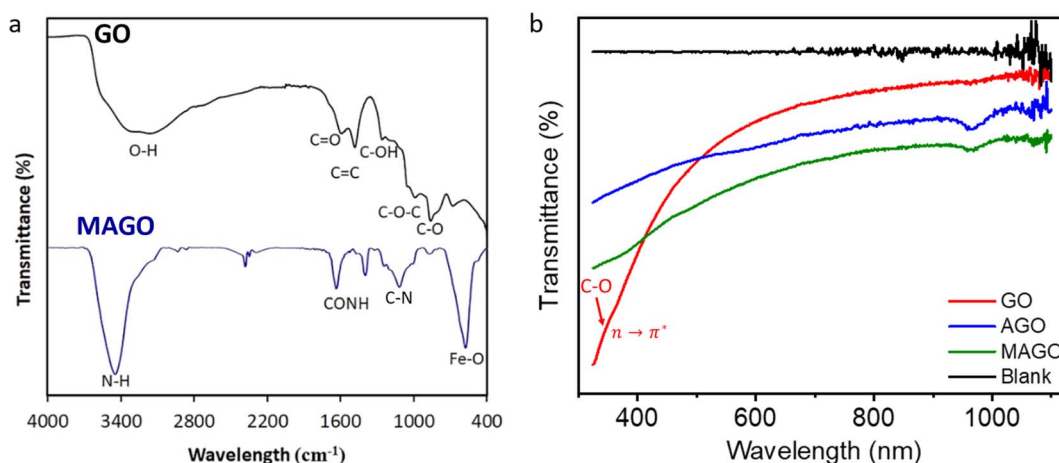 a
GO
O-H
C=O
C=C
C-OH
C-O-C
C-O
MAGO
N-H
CONH
C-N
Fe-O
Transmittance (%)
4000 3400 2800 2200 1600 1000 400
Wavelength (cm⁻¹)
b
Transmittance (%)
C-O
n → π*
GO
AGO
MAGO
Blank
400 600 800 1000
Wavelength (nm)